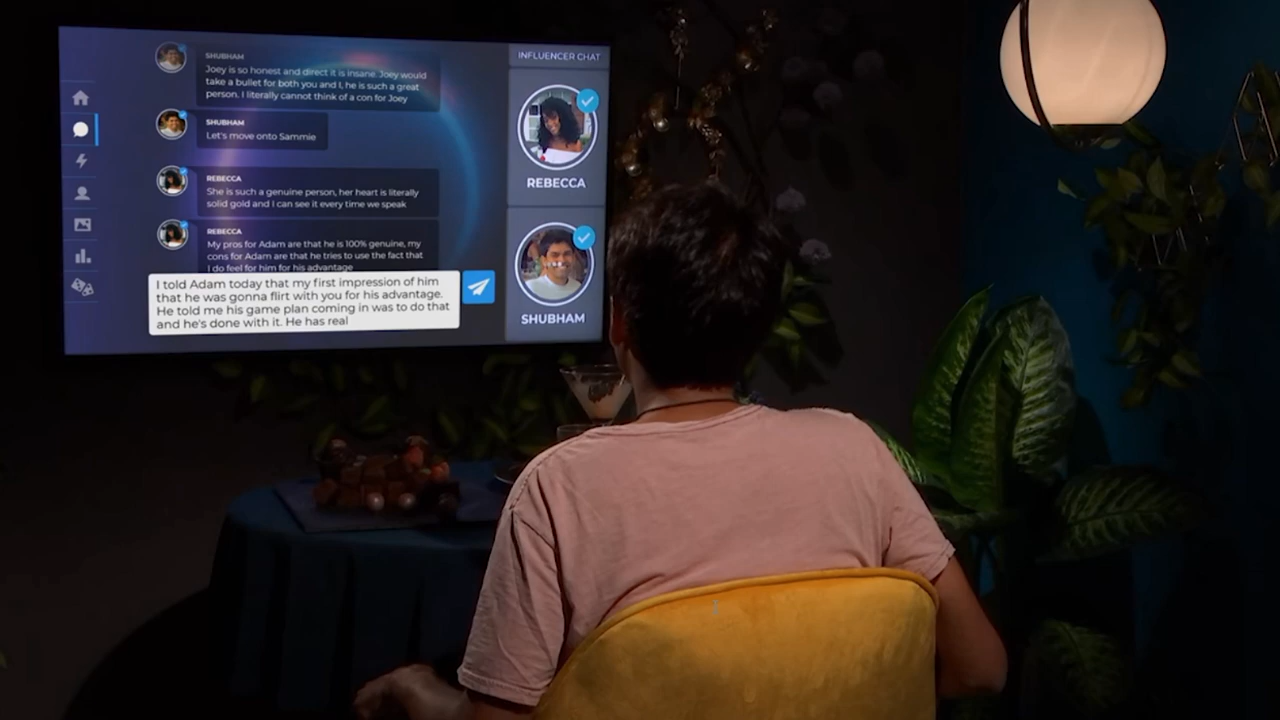 INFLUENCER CHAT
SHUBHAM
Joey is so honest and direct it is insane. Joey would
take a bullet for both you and I, he is such a great
person. I literally cannot think of a con for Joey
SHUBHAM
Let's move onto Sammie
REBECCA
She is such a genuine person, her heart is literally
solid gold and I can see it every time we speak
REBECCA
My pros for Adam are that he is 100% genuine, my
cons for Adam are that he tries to use the fact that
I do feel for him for his advantage
I told Adam today that my first impression of him
that he was gonna flirt with you for his advantage.
He told me his game plan coming in was to do that
and he's done with it. He has real
REBECCA
SHUBHAM